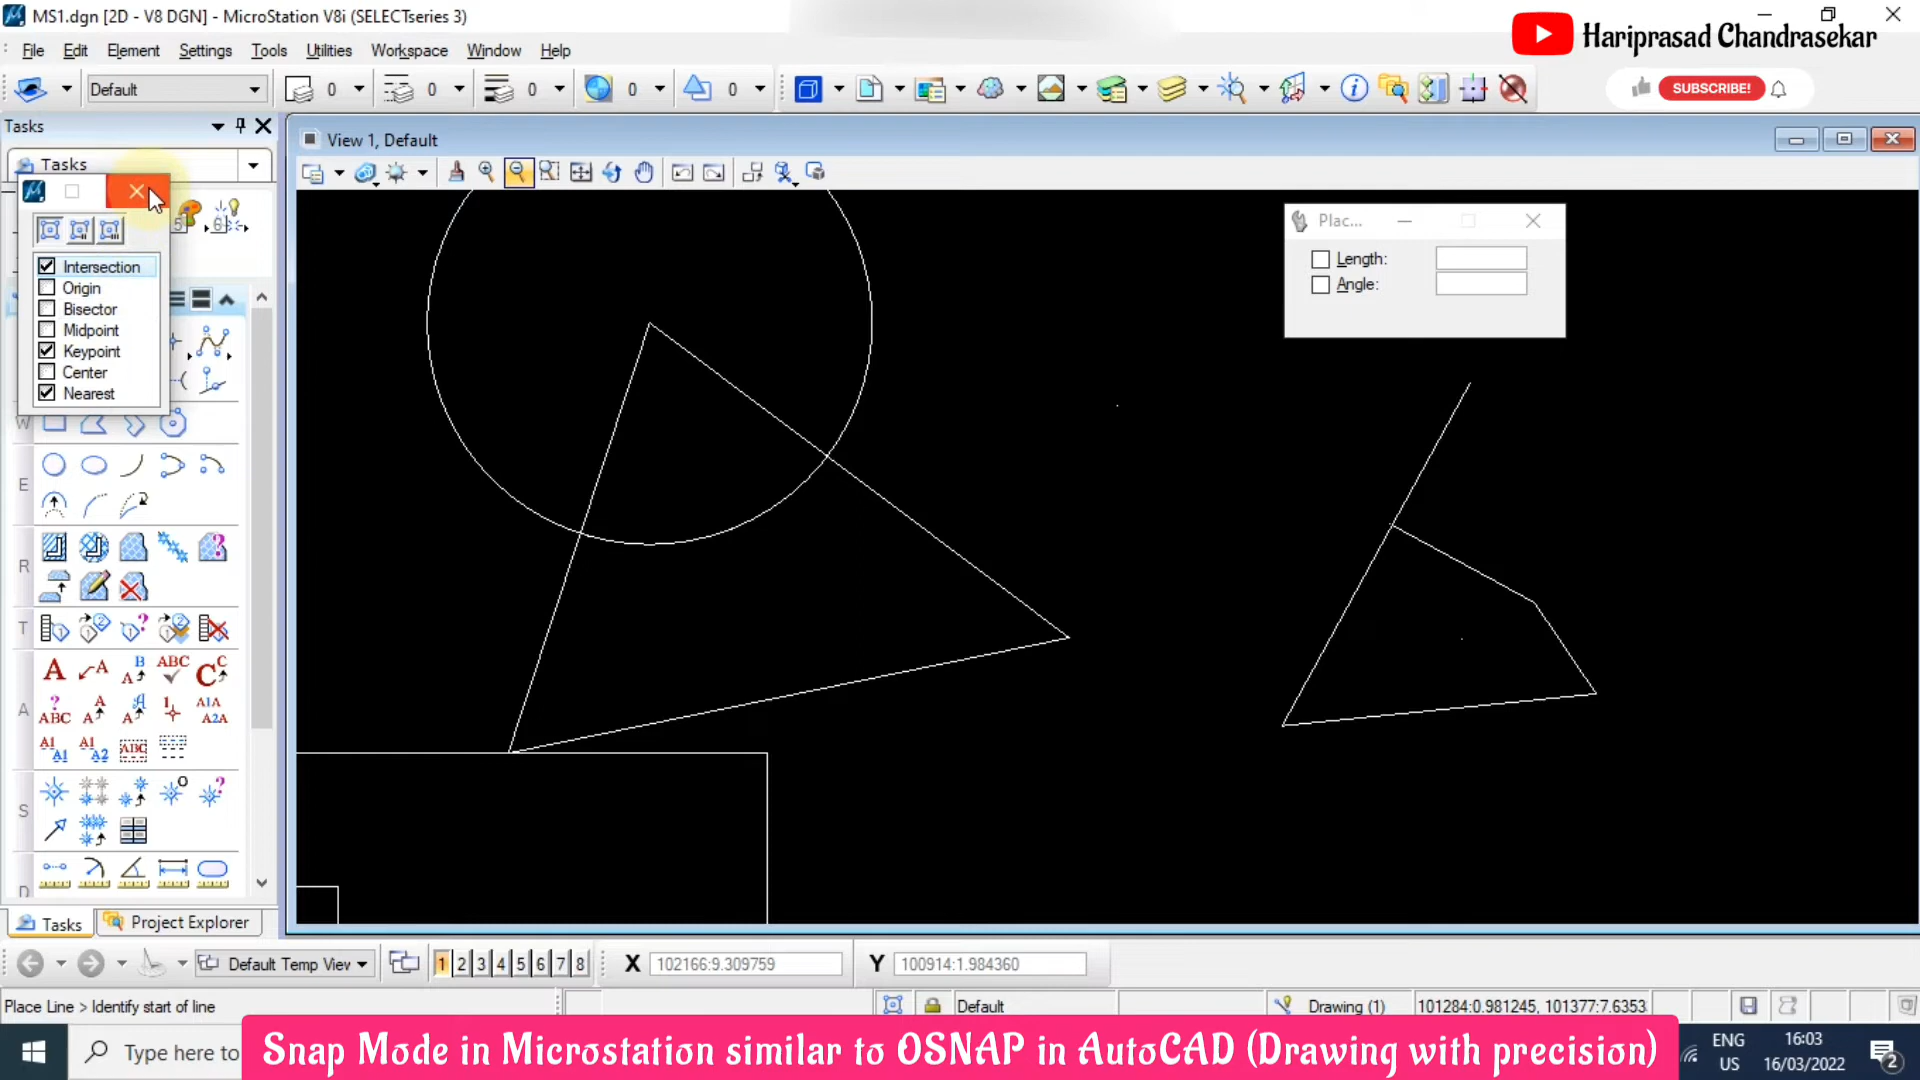 MS1.dgn [2D - V8 DGN] - MicroStation V8i (SELECTseries 3)
Hariprasad Chandrasekar
SUBSCRIBE!
File Edit Element Settings Tools Utilities Workspace Window Help
Default 0 0 0 0 0
Tasks
View 1, Default
Tasks
Plac...
Length:
Angle:
Intersection
Origin
Bisector
Midpoint
Keypoint
Center
Nearest
5 6
W
E
R
T
A
S
D
Tasks Project Explorer
Default Temp View 1 2 3 4 5 6 7 8 X 102166:9.309759 Y 100914:1.984360
Place Line > Identify start of line Default Drawing (1) 101284:0.981245, 101377:7.6353
Type here to
Snap Mode in Microstation similar to OSNAP in AutoCAD (Drawing with precision)
ENG
US
16:03
16/03/2022
2